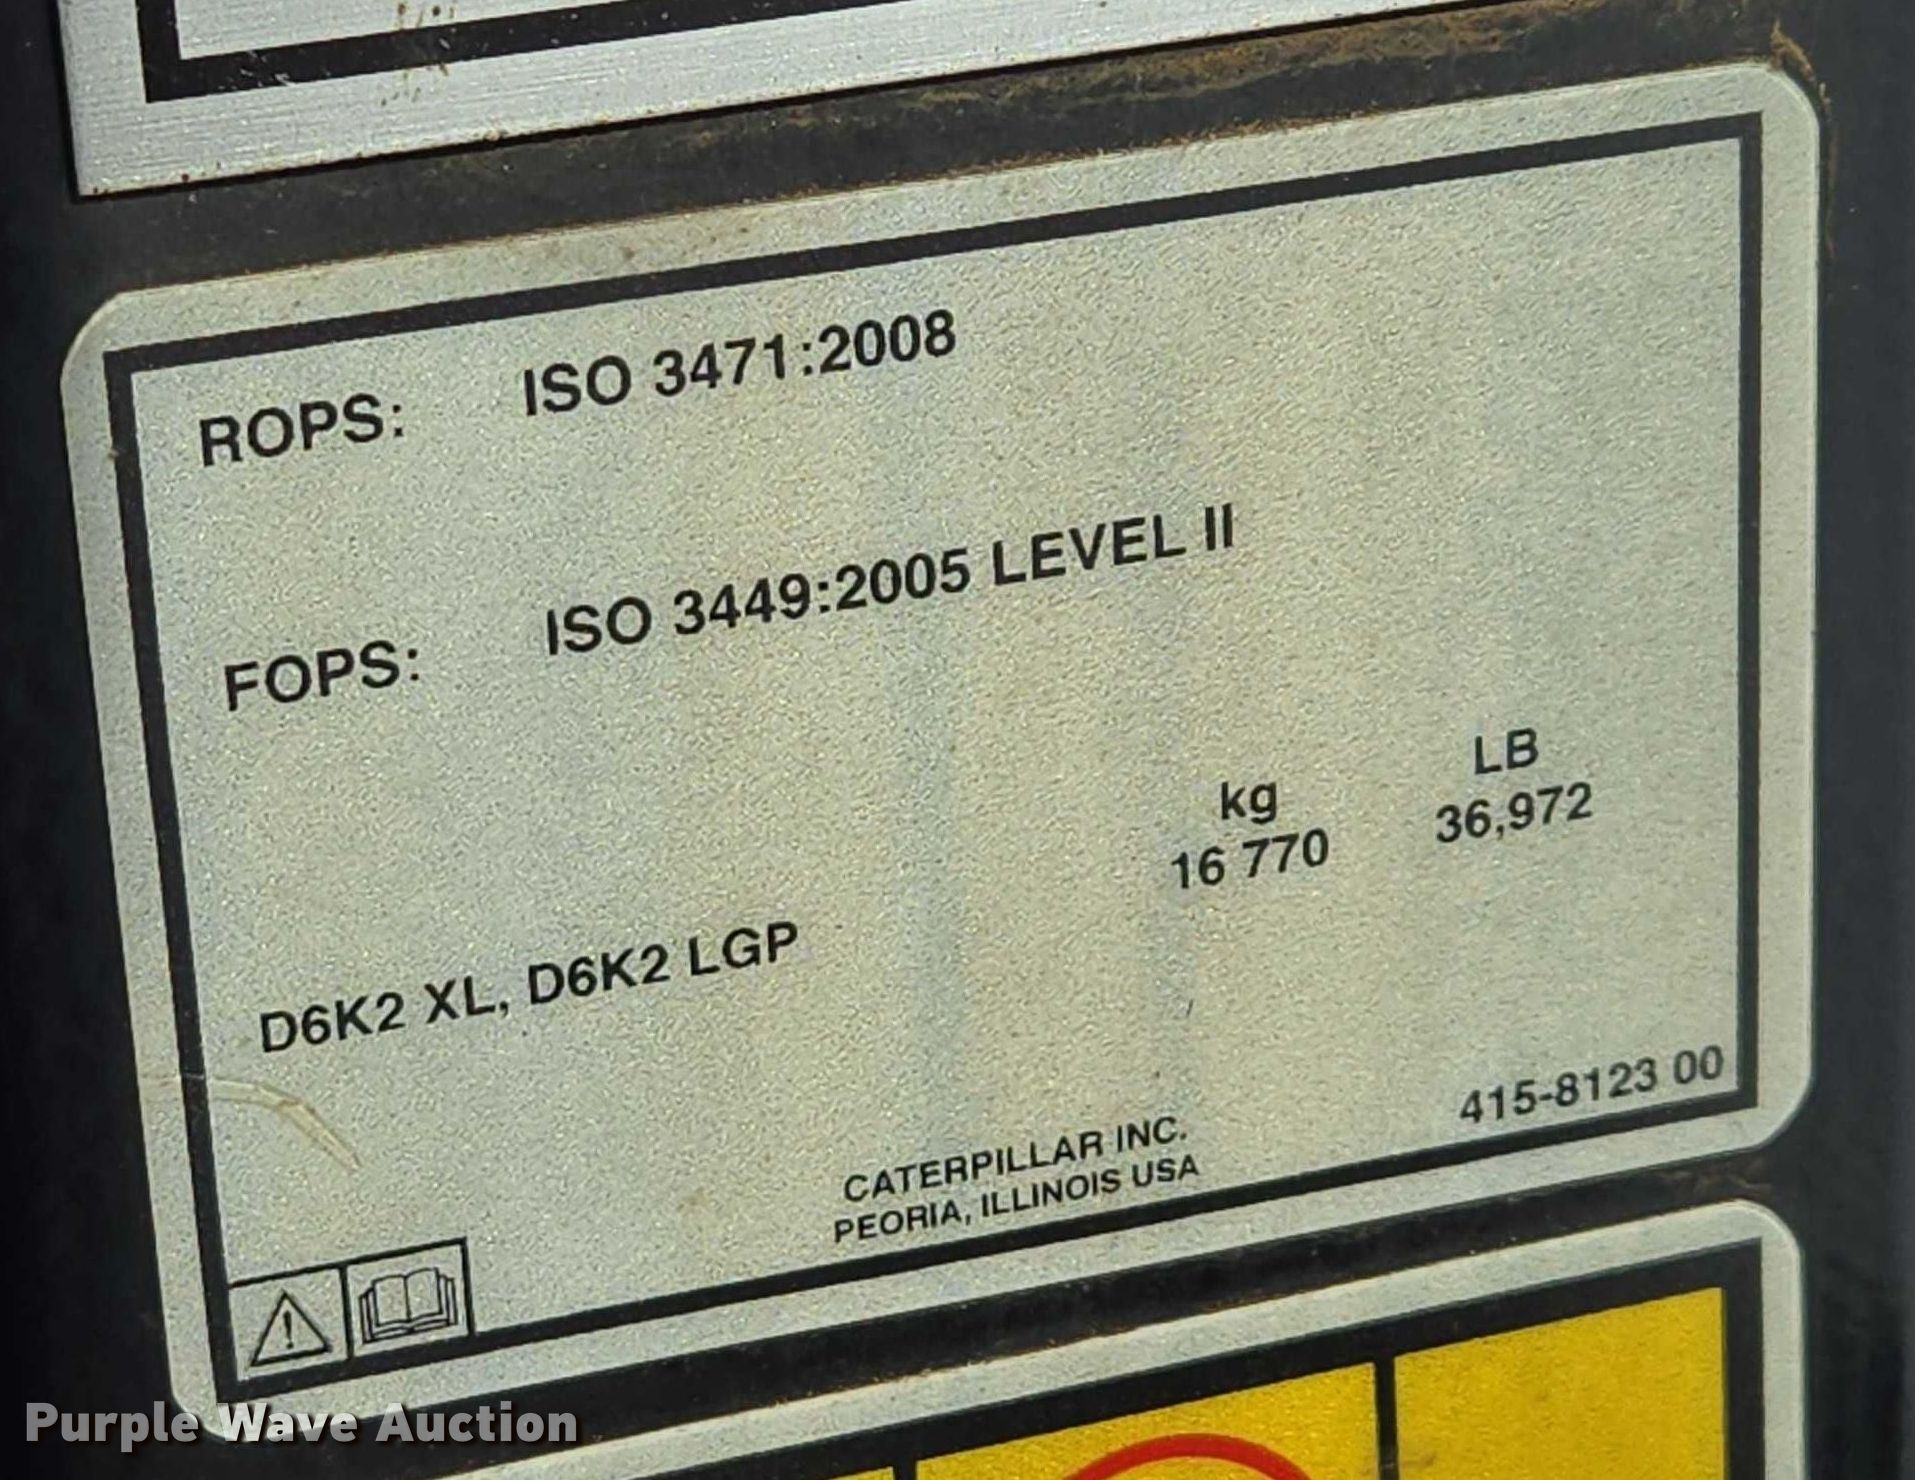 ROPS: ISO 3471:2008
FOPS: ISO 3449:2005 LEVEL II
kg LB
16 770 36,972
D6K2 XL, D6K2 LGP
415-8123 00
CATERPILLAR INC.
PEORIA, ILLINOIS USA
Purple Wave Auction